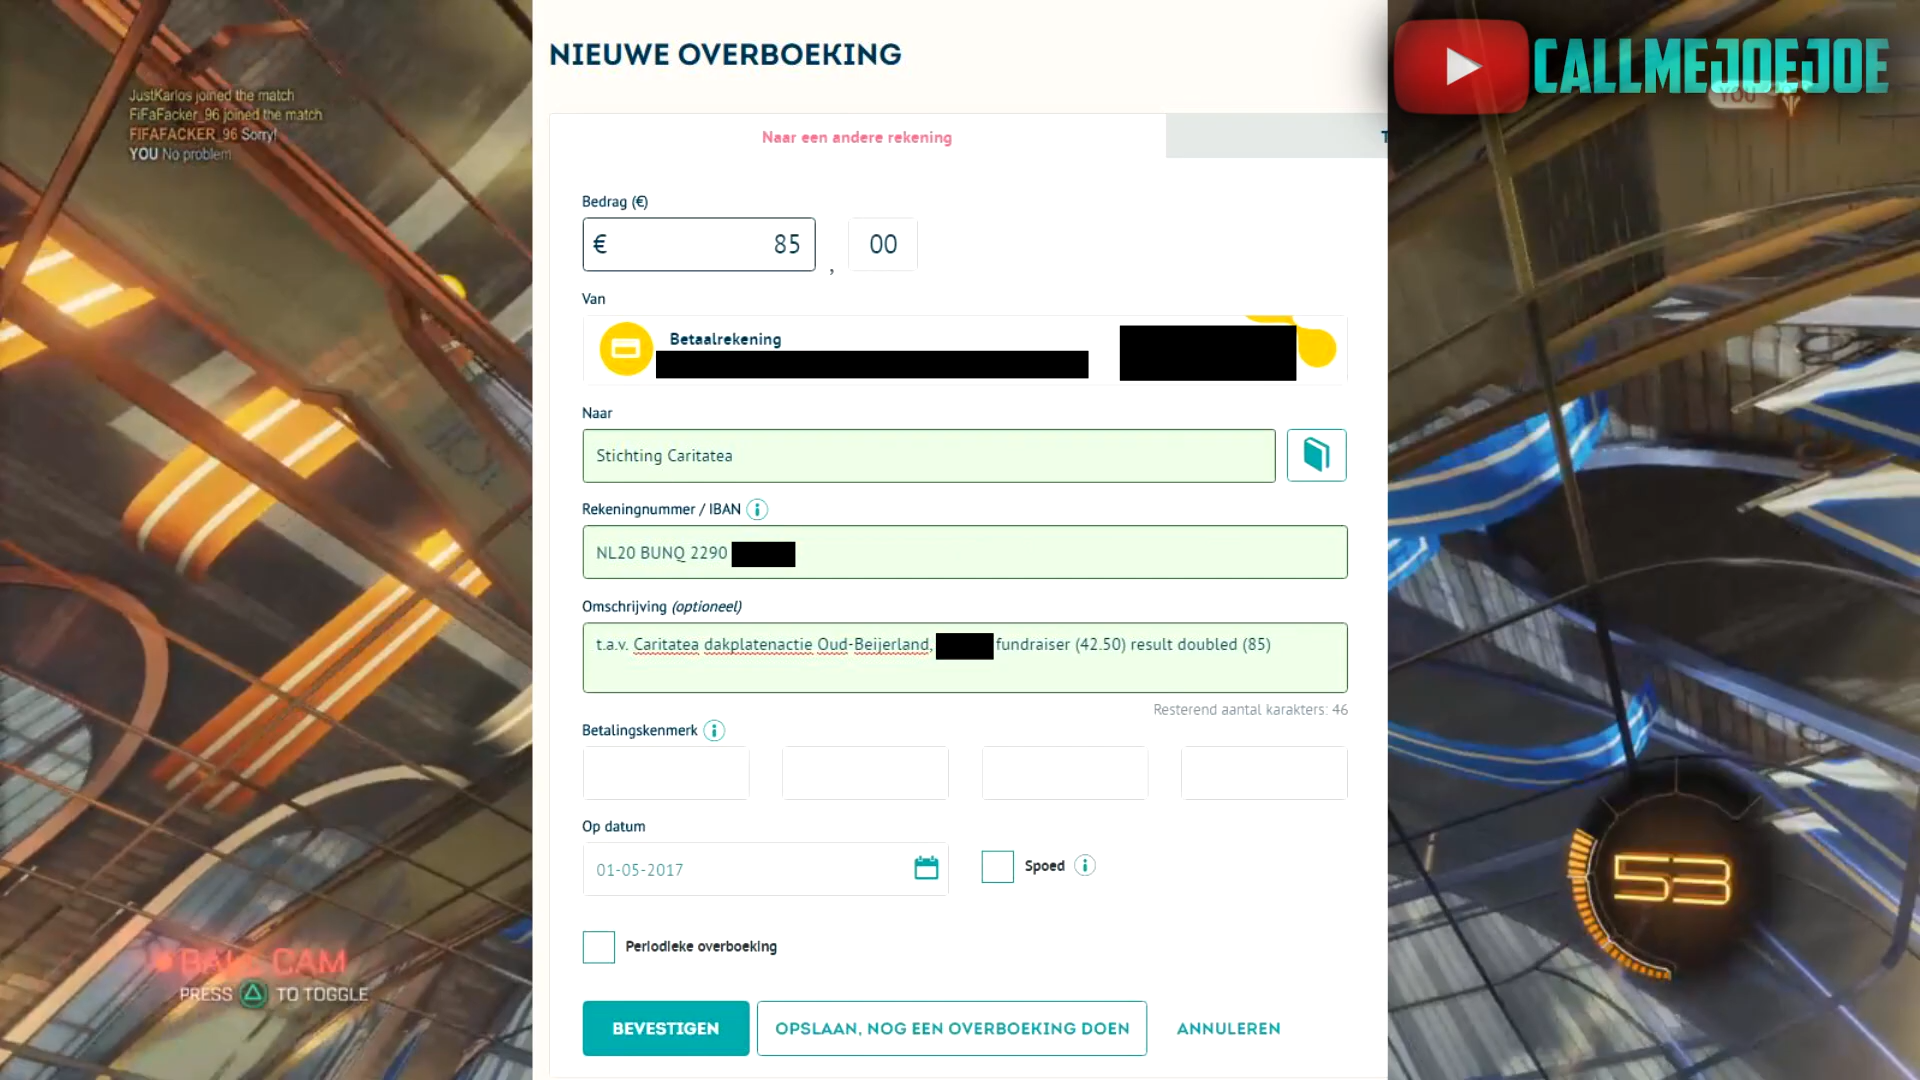 JustKarlos joined the match
FiFaFacker_96 joined the match
FIFAFACKER_96 Sorry!
YOU No problem
CALLMEJOEJOE
YOU
NIEUWE OVERBOEKING
Naar een andere rekening
T
Bedrag (€)
€ 85 , 00
Van
Betaalrekening
Naar
Stichting Caritatea
Rekeningnummer / IBAN
NL20 BUNQ 2290
Omschrijving (optioneel)
t.a.v. Caritatea dakplatenactie Oud-Beijerland, fundraiser (42.50) result doubled (85)
Resterend aantal karakters: 46
Betalingskenmerk
Op datum
01-05-2017
Spoed
Periodieke overboeking
BEVESTIGEN
OPSLAAN, NOG EEN OVERBOEKING DOEN
ANNULEREN
BALL CAM
PRESS TO TOGGLE
53